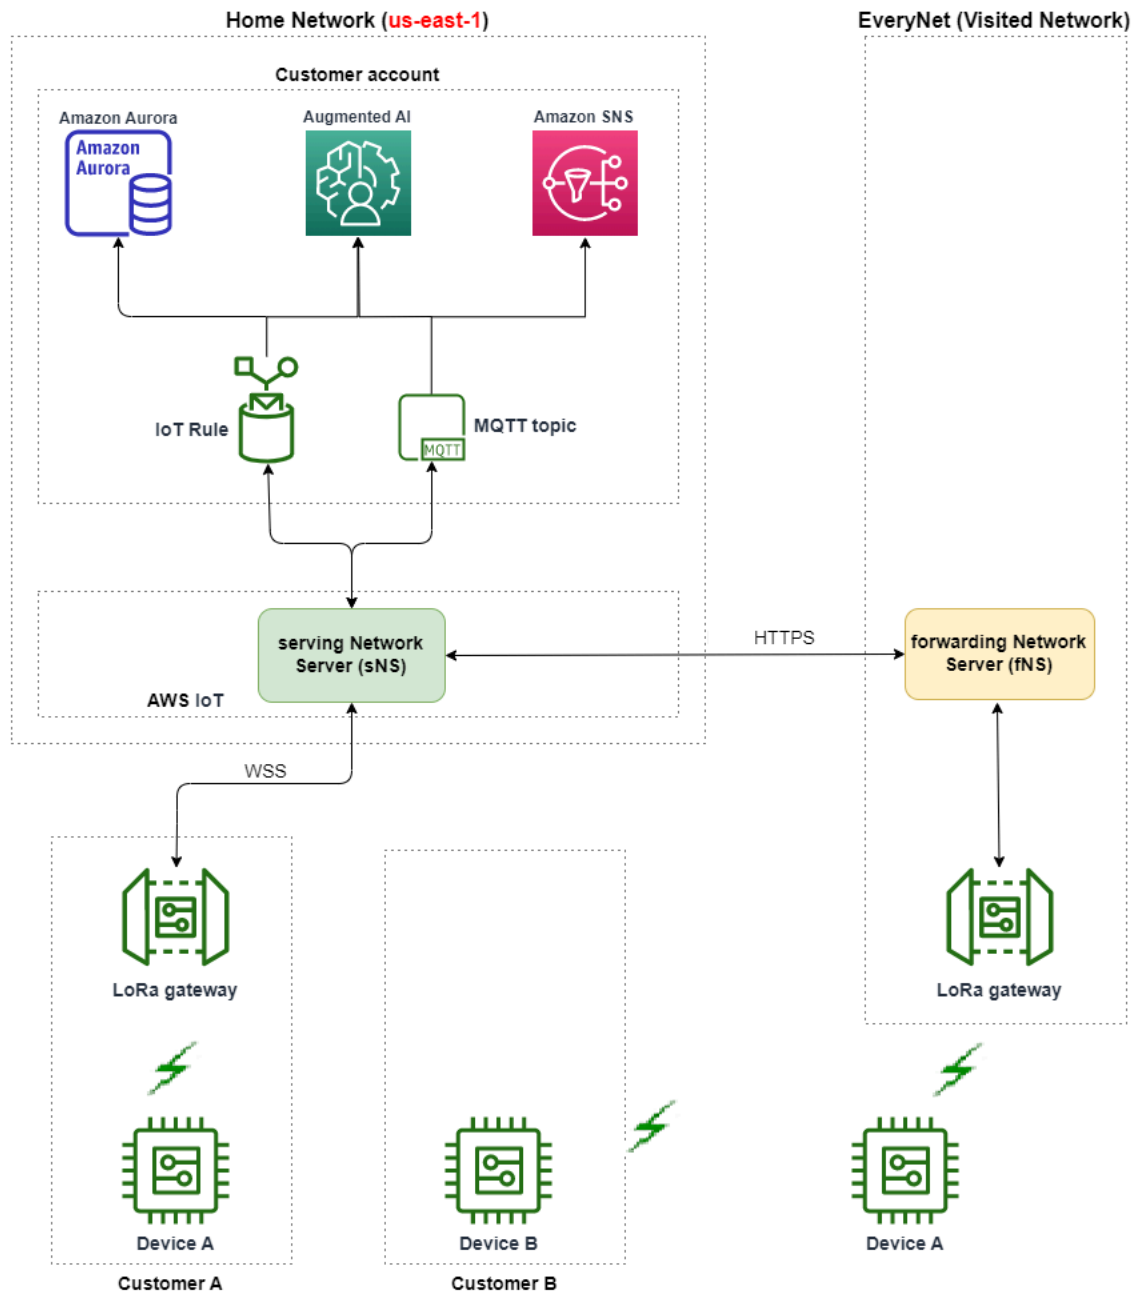 Home Network (us-east-1)
EveryNet (Visited Network)
Customer account
Amazon Aurora
Augmented AI
Amazon SNS
Amazon
Aurora
IoT Rule
MQTT topic
MQTT
serving Network
Server (sNS)
HTTPS
forwarding Network
Server (fNS)
AWS IoT
WSS
LoRa gateway
LoRa gateway
Device A
Device B
Device A
Customer A
Customer B